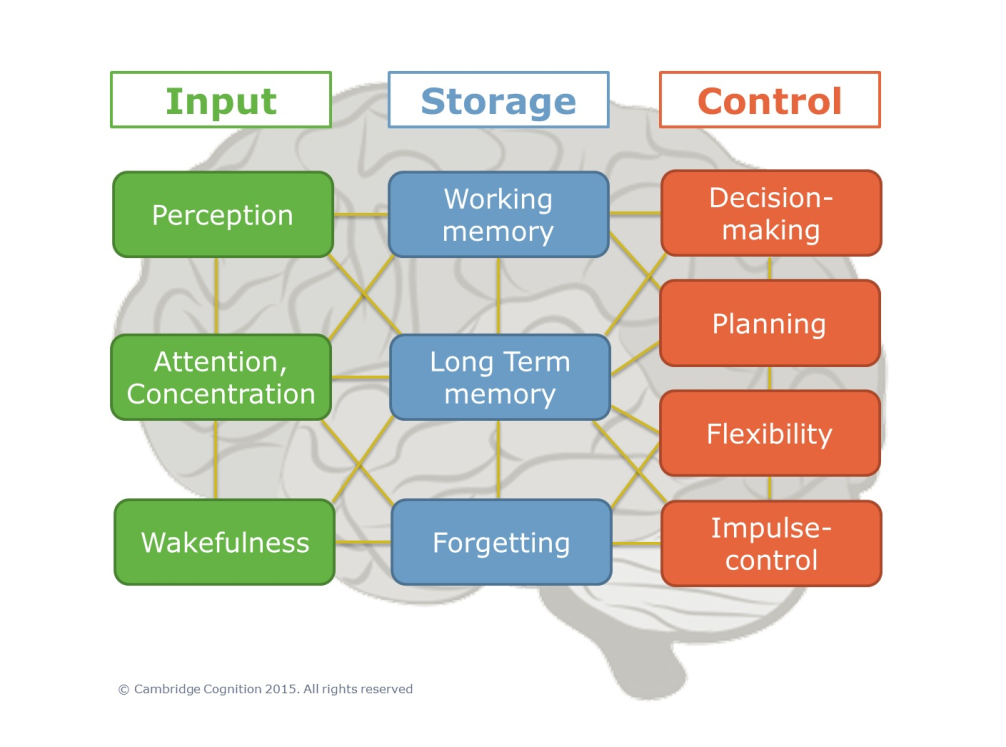 Input
Storage
Control
Perception
Working
memory
Decision-
making
Planning
Attention,
Concentration
Long Term
memory
Flexibility
Wakefulness
Forgetting
Impulse-
control
© Cambridge Cognition 2015. All rights reserved